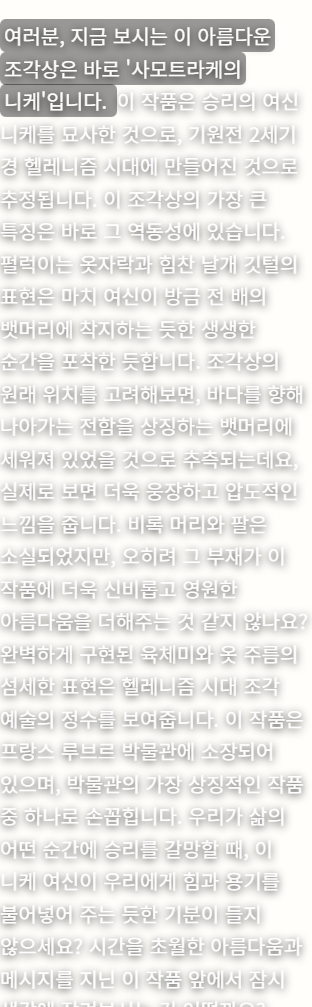 여러분, 지금 보시는 이 아름다운
조각상은 바로 '사모트라케의
니케'입니다. 이 작품은 승리의 여신
니케를 묘사한 것으로, 기원전 2세기
경 헬레니즘 시대에 만들어진 것으로
추정됩니다. 이 조각상의 가장 큰
특징은 바로 그 역동성에 있습니다.
펄럭이는 옷자락과 힘찬 날개 깃털의
표현은 마치 여신이 방금 전 배의
뱃머리에 착지하는 듯한 생생한
순간을 포착한 듯합니다. 조각상의
원래 위치를 고려해보면, 바다를 향해
나아가는 전함을 상징하는 뱃머리에
세워져 있었을 것으로 추측되는데요,
실제로 보면 더욱 웅장하고 압도적인
느낌을 줍니다. 비록 머리와 팔은
소실되었지만, 오히려 그 부재가 이
작품에 더욱 신비롭고 영원한
아름다움을 더해주는 것 같지 않나요?
완벽하게 구현된 육체미와 옷 주름의
섬세한 표현은 헬레니즘 시대 조각
예술의 정수를 보여줍니다. 이 작품은
프랑스 루브르 박물관에 소장되어
있으며, 박물관의 가장 상징적인 작품
중 하나로 손꼽힙니다. 우리가 삶의
어떤 순간에 승리를 갈망할 때, 이
니케 여신이 우리에게 힘과 용기를
불어넣어 주는 듯한 기분이 들지
않으세요? 시간을 초월한 아름다움과
메시지를 지닌 이 작품 앞에서 잠시